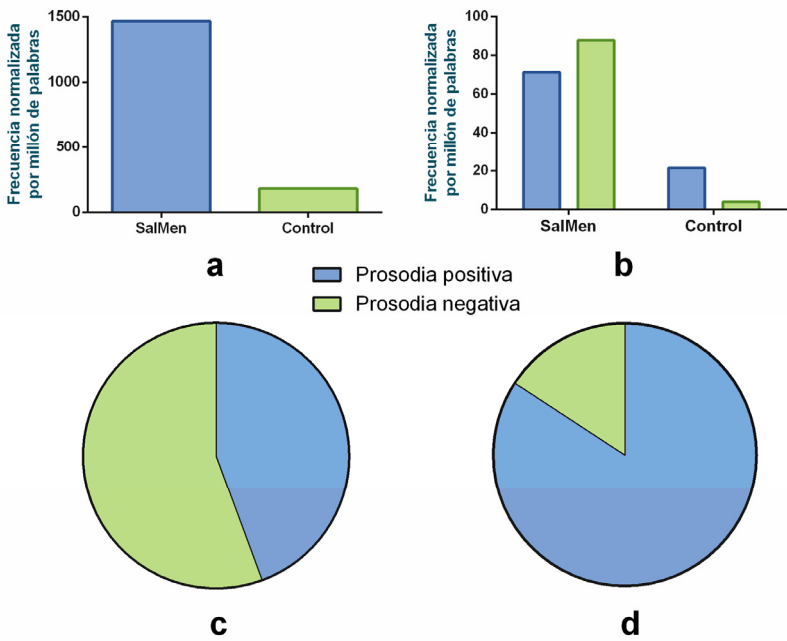 Frecuencia normalizada
por millón de palabras
1500
1000
500
0
SalMen
Control
a
Frecuencia normalizada
por millón de palabras
100
80
60
40
20
0
SalMen
Control
b
Prosodia positiva
Prosodia negativa
c
d